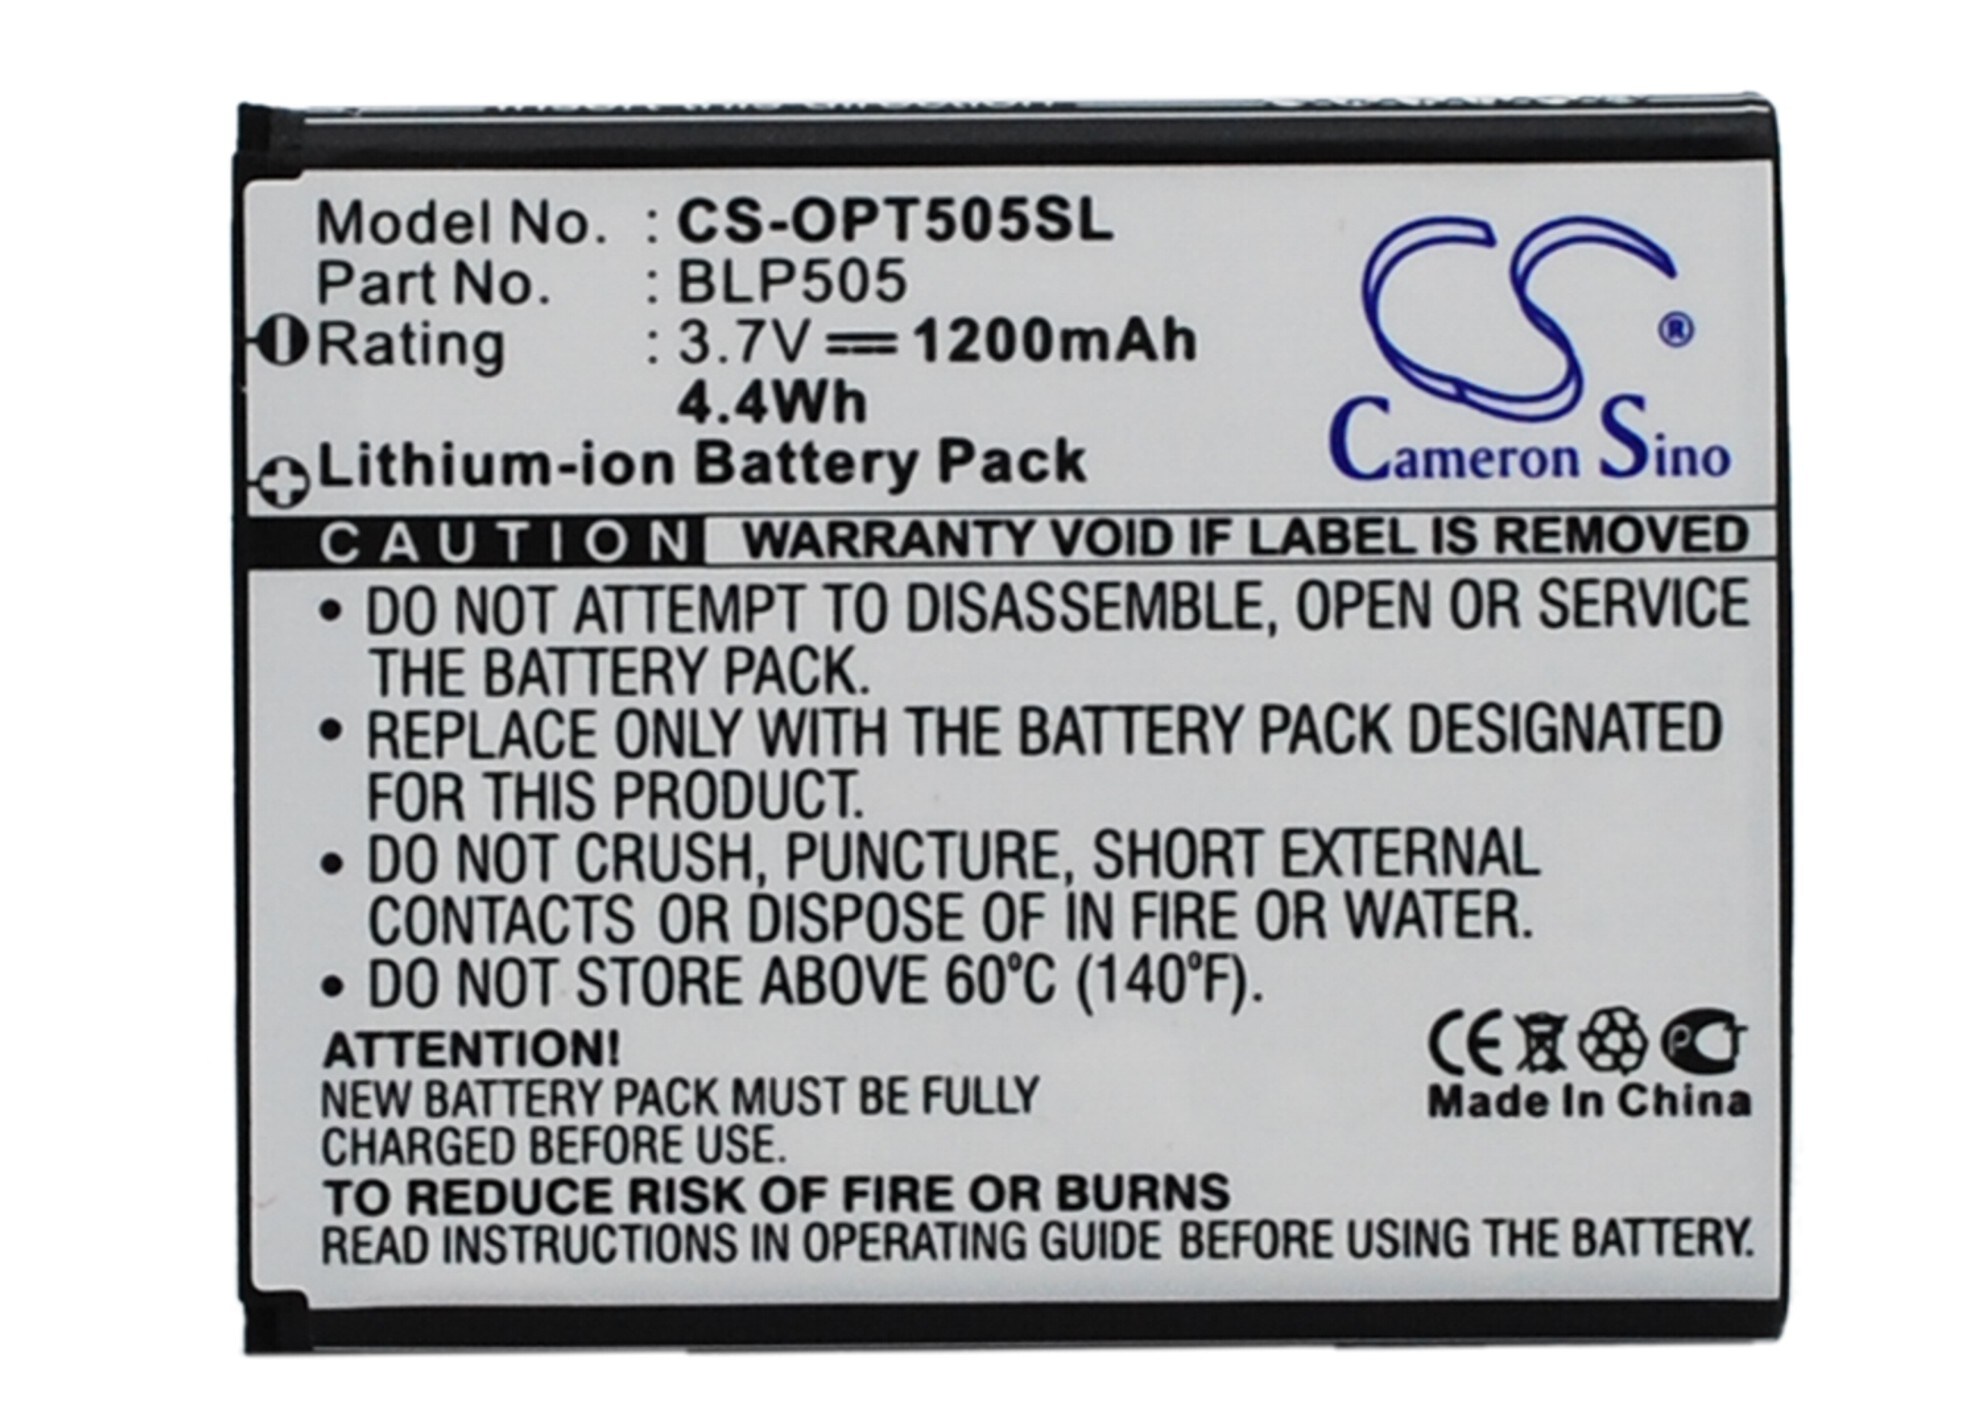 Model No. : CS-OPT505SL
Part No. : BLP505
Rating : 3.7V 1200mAh
4.4Wh
Lithium-ion Battery Pack
CS ®
Cameron Sino
CAUTION WARRANTY VOID IF LABEL IS REMOVED
• DO NOT ATTEMPT TO DISASSEMBLE, OPEN OR SERVICE
THE BATTERY PACK.
• REPLACE ONLY WITH THE BATTERY PACK DESIGNATED
FOR THIS PRODUCT.
• DO NOT CRUSH, PUNCTURE, SHORT EXTERNAL
CONTACTS OR DISPOSE OF IN FIRE OR WATER.
• DO NOT STORE ABOVE 60°C (140°F).
ATTENTION!
NEW BATTERY PACK MUST BE FULLY
CHARGED BEFORE USE.
CE PCT
Made In China
TO REDUCE RISK OF FIRE OR BURNS
READ INSTRUCTIONS IN OPERATING GUIDE BEFORE USING THE BATTERY.